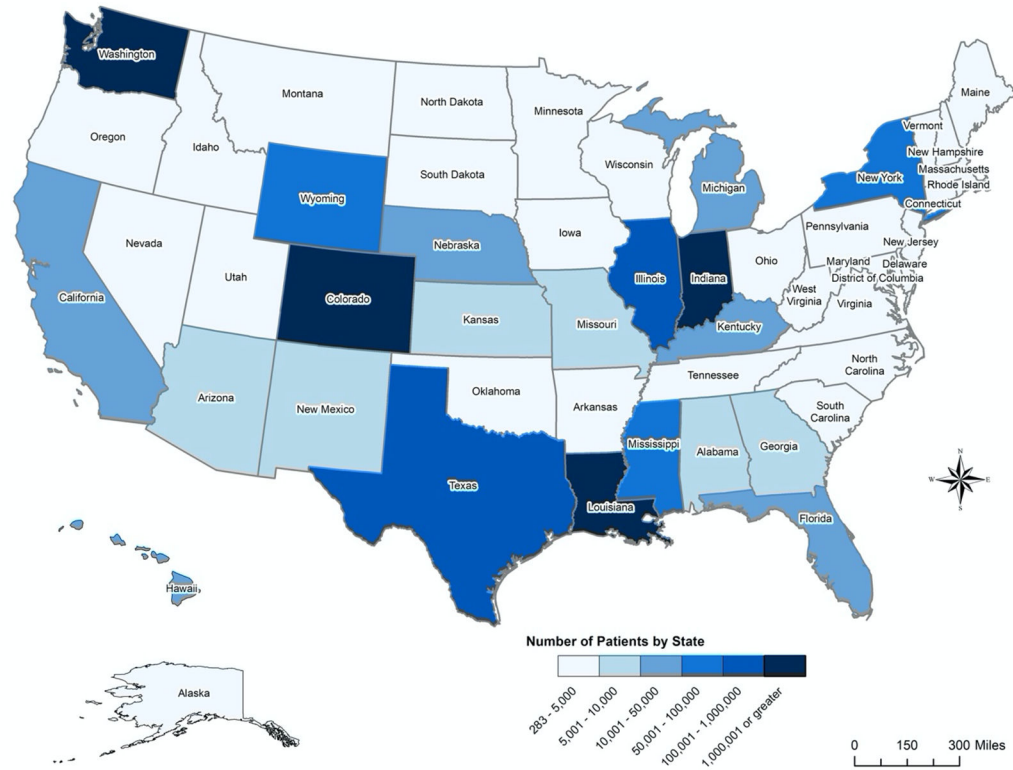 Washington
Montana
North Dakota
Minnesota
Maine
Oregon
Idaho
Wisconsin
Vermont
New Hampshire
Massachusetts
South Dakota
Michigan
New York
Rhode Island
Wyoming
Connecticut
Nevada
Nebraska
Iowa
Pennsylvania
Utah
Illinois
Indiana
Ohio
New Jersey
Maryland
Delaware
District of Columbia
California
Colorado
West
Virginia
Virginia
Kansas
Missouri
Kentucky
North
Carolina
Tennessee
Arizona
New Mexico
Oklahoma
Arkansas
South
Carolina
Mississippi
Alabama
Georgia
Texas
Louisiana
Florida
N
W
E
S
Hawaii
Alaska
Number of Patients by State
283 - 5,000
5,001 - 10,000
10,001 - 50,000
50,001 - 100,000
100,001 - 1,000,000
1,000,001 or greater
0 150 300 Miles